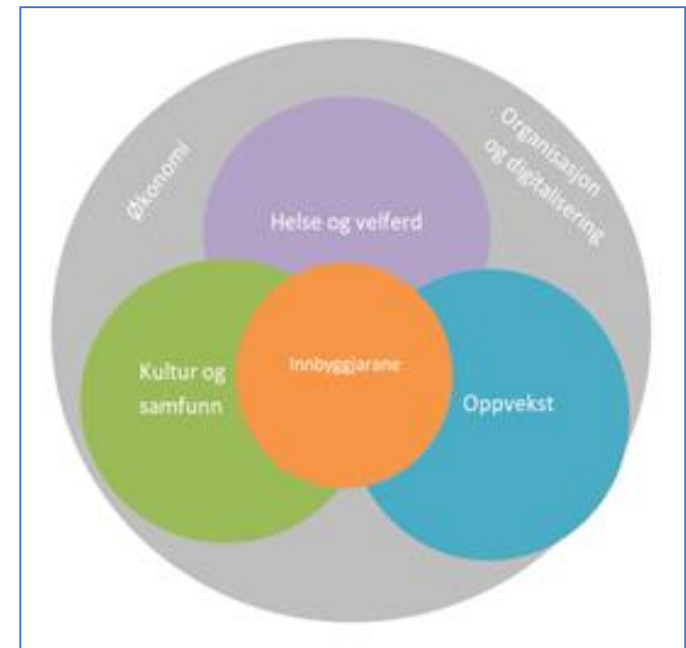 Økonomi
Organisasjon
og digitalisering
Helse og velferd
Innbyggjarane
Kultur og
samfunn
Oppvekst